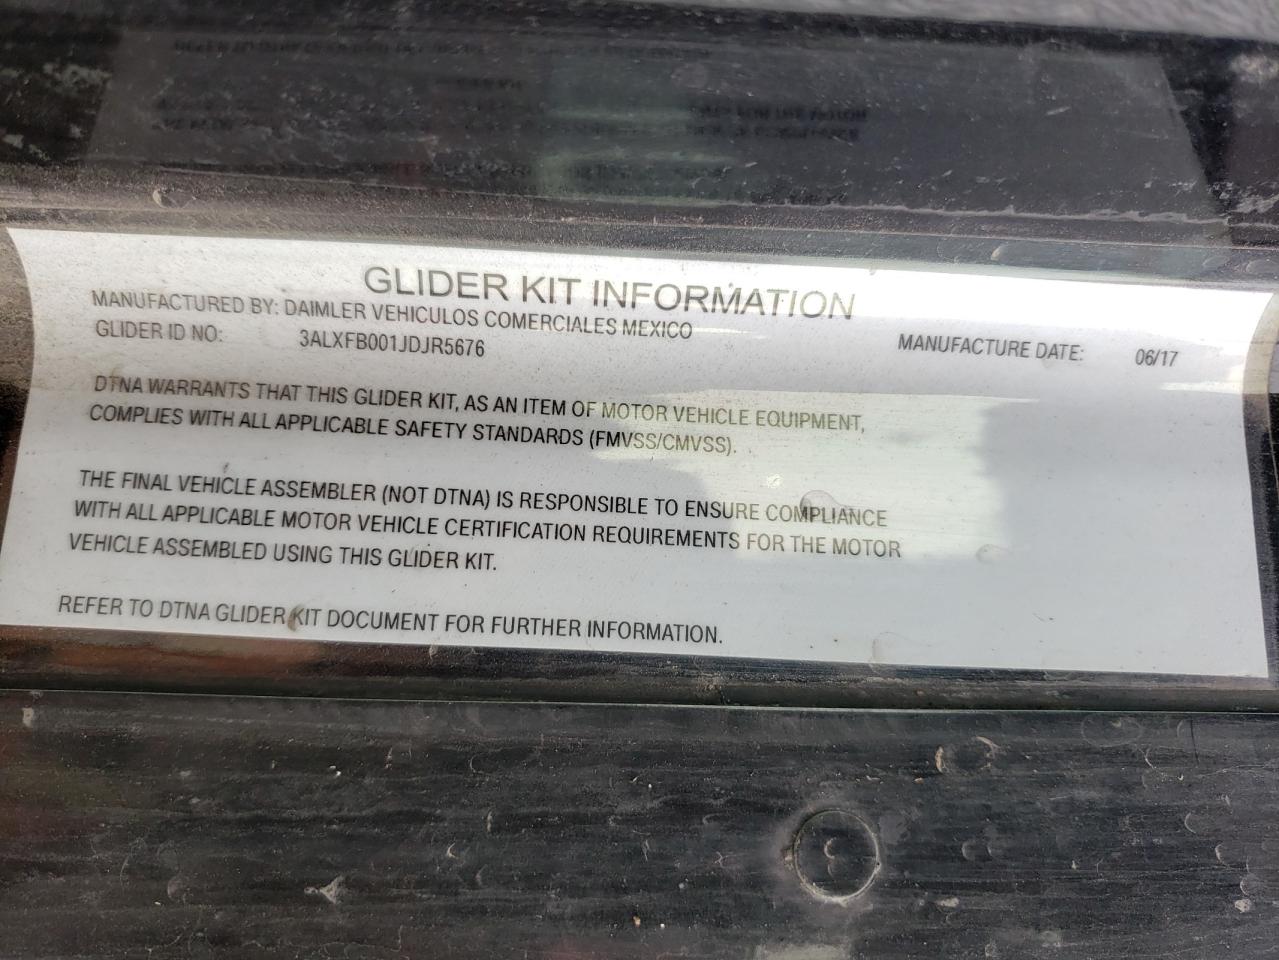 GLIDER KIT INFORMATION
MANUFACTURED BY: DAIMLER VEHICULOS COMERCIALES MEXICO
GLIDER ID NO: 3ALXFB001JDJR5676 MANUFACTURE DATE: 06/17
DTNA WARRANTS THAT THIS GLIDER KIT, AS AN ITEM OF MOTOR VEHICLE EQUIPMENT,
COMPLIES WITH ALL APPLICABLE SAFETY STANDARDS (FMVSS/CMVSS).
THE FINAL VEHICLE ASSEMBLER (NOT DTNA) IS RESPONSIBLE TO ENSURE COMPLIANCE
WITH ALL APPLICABLE MOTOR VEHICLE CERTIFICATION REQUIREMENTS FOR THE MOTOR
VEHICLE ASSEMBLED USING THIS GLIDER KIT.
REFER TO DTNA GLIDER KIT DOCUMENT FOR FURTHER INFORMATION.